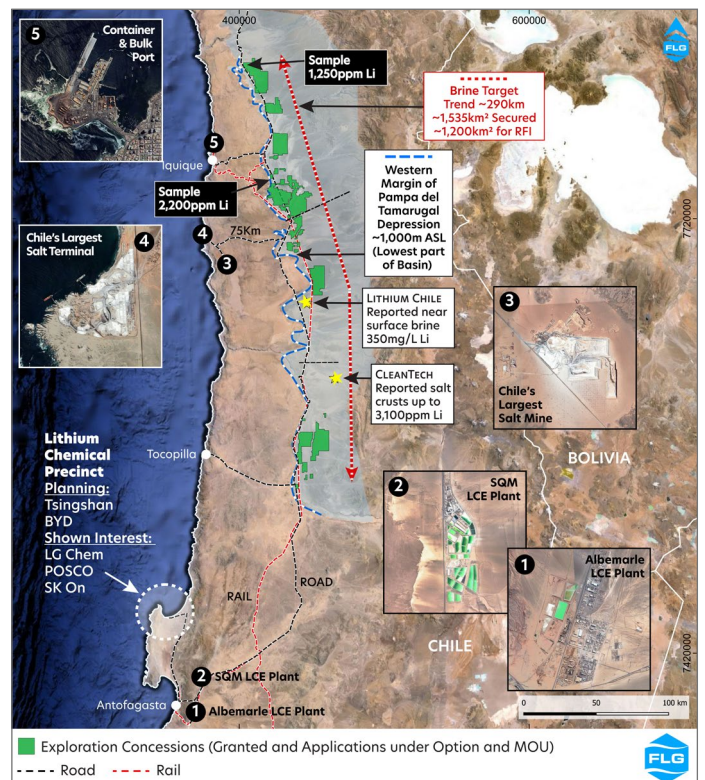 400000
600000
FLG
5
Container
& Bulk
Port
Sample
1,250ppm Li
Brine Target
Trend ~290km
~1,535km² Secured
~1,200km² for RFI
5
Iquique
Sample
2,200ppm Li
Western
Margin of
Pampa del
Tamarugal
Depression
~1,000m ASL
(Lowest part
of Basin)
7720000
4
Chile's Largest
Salt Terminal
4
75Km
3
LITHIUM CHILE
Reported near
surface brine
350mg/L Li
3
Chile's
Largest
Salt Mine
CLEANTECH
Reported salt
crusts up to
3,100ppm Li
Lithium
Chemical
Precinct
Planning:
Tsingshan
BYD
Shown Interest:
LG Chem
POSCO
SK On
Tocopilla
BOLIVIA
2
SQM
LCE Plant
1
Albemarle
LCE Plant
RAIL
ROAD
CHILE
7420000
2 SQM LCE Plant
Antofagasta
1 Albemarle LCE Plant
0 50 100 km
Exploration Concessions (Granted and Applications under Option and MOU)
Road Rail
FLG